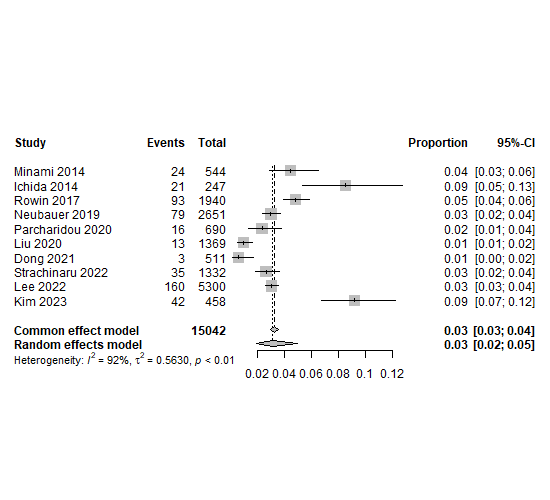 Study Events Total Proportion 95%-CI
Minami 2014 24 544 0.04 [0.03; 0.06]
Ichida 2014 21 247 0.09 [0.05; 0.13]
Rowin 2017 93 1940 0.05 [0.04; 0.06]
Neubauer 2019 79 2651 0.03 [0.02; 0.04]
Parcharidou 2020 16 690 0.02 [0.01; 0.04]
Liu 2020 13 1369 0.01 [0.01; 0.02]
Dong 2021 3 511 0.01 [0.00; 0.02]
Strachinaru 2022 35 1332 0.03 [0.02; 0.04]
Lee 2022 160 5300 0.03 [0.03; 0.04]
Kim 2023 42 458 0.09 [0.07; 0.12]
Common effect model 15042 0.03 [0.03; 0.04]
Random effects model 0.03 [0.02; 0.05]
Heterogeneity: I² = 92%, τ² = 0.5630, p < 0.01
0.02 0.04 0.06 0.08 0.1 0.12